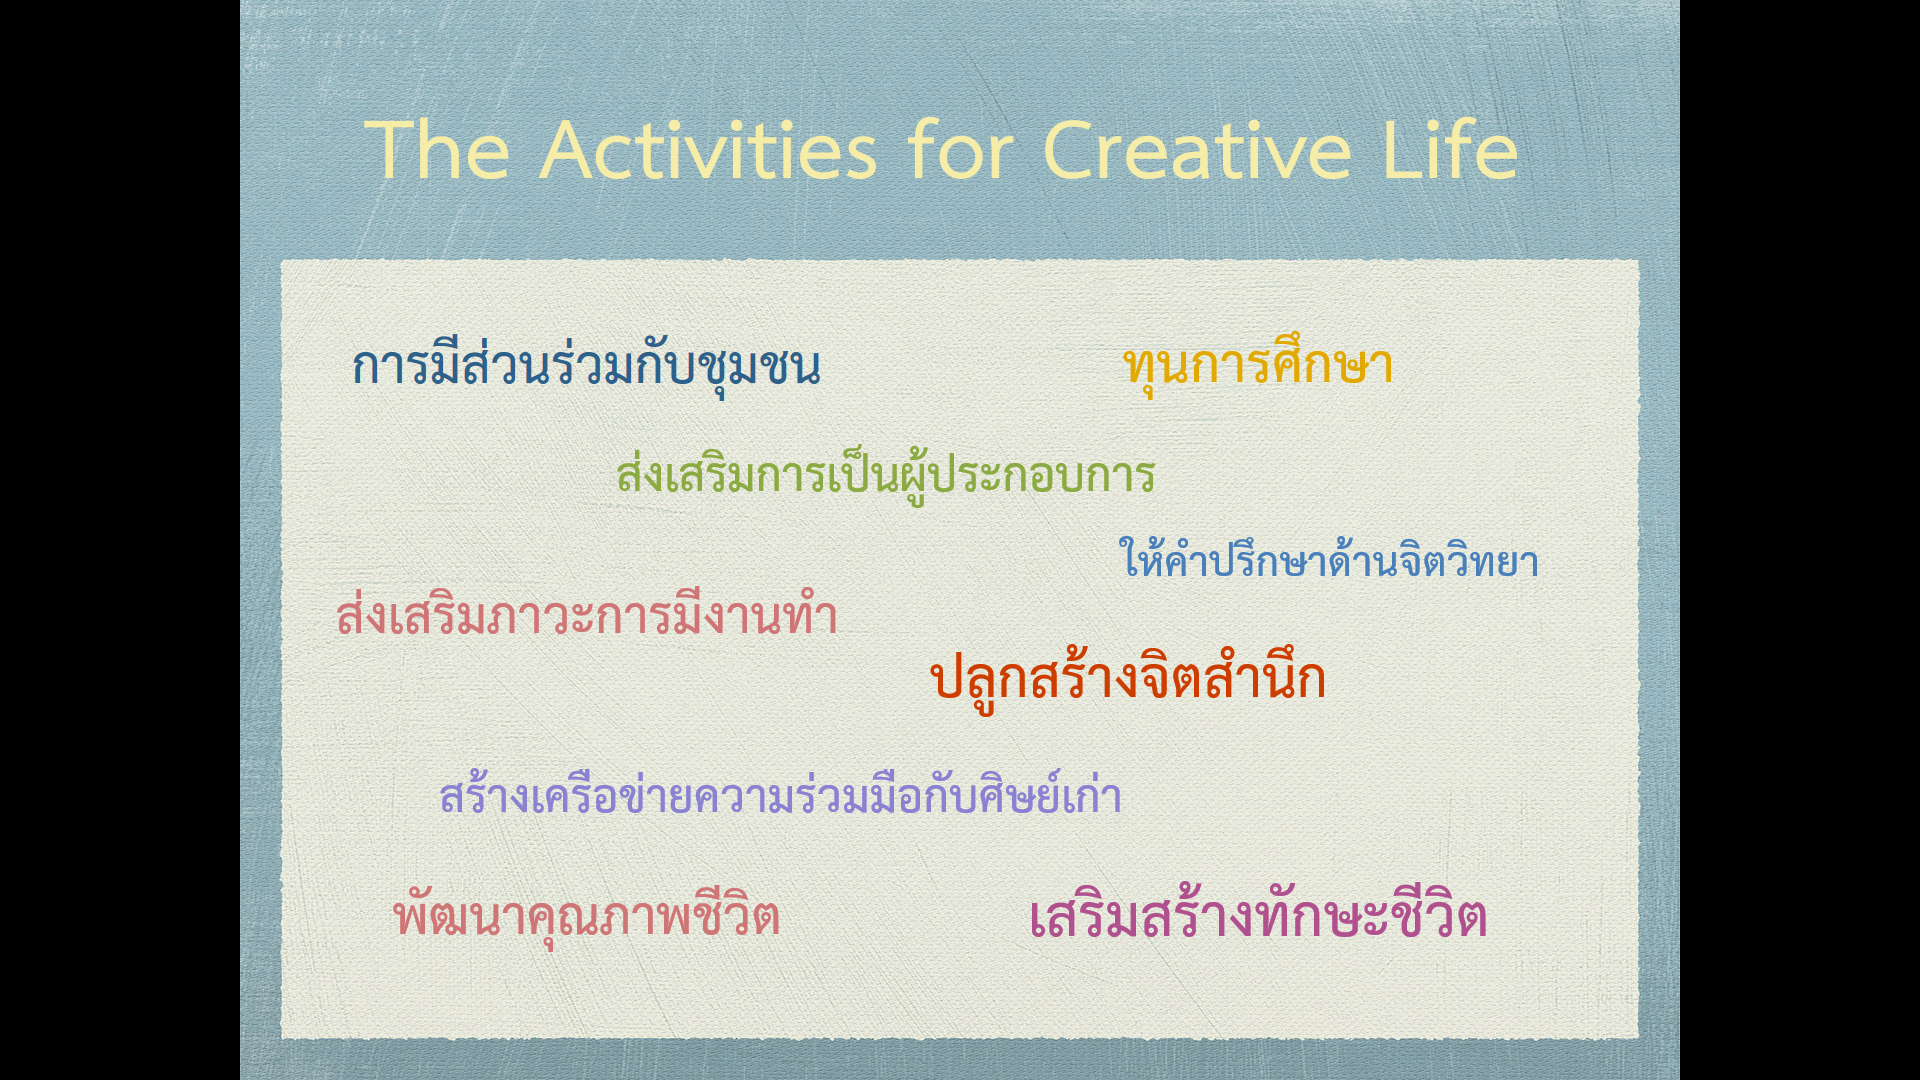 The Activities for Creative Life
การมีส่วนร่วมกับชุมชน
ทุนการศึกษา
ส่งเสริมการเป็นผู้ประกอบการ
ให้คำปรึกษาด้านจิตวิทยา
ส่งเสริมภาวะการมีงานทำ
ปลูกสร้างจิตสำนึก
สร้างเครือข่ายความร่วมมือกับศิษย์เก่า
พัฒนาคุณภาพชีวิต
เสริมสร้างทักษะชีวิต